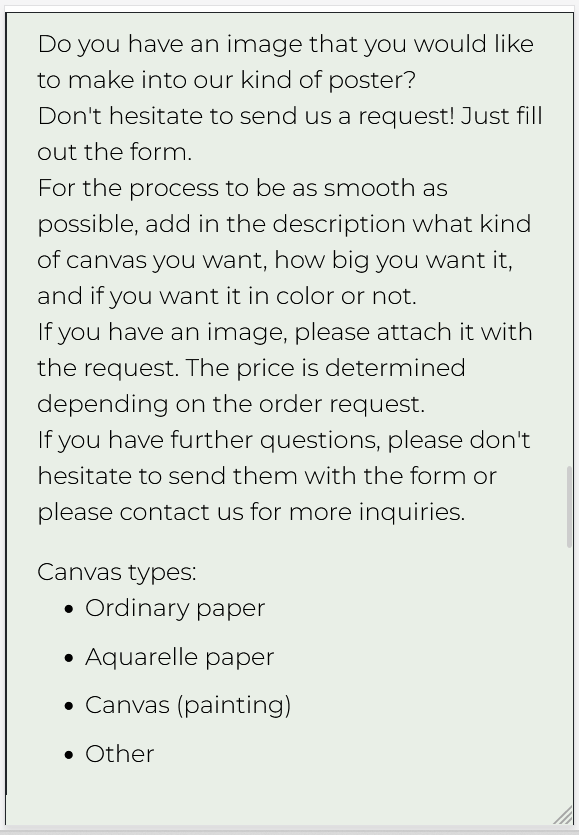 Do you have an image that you would like
to make into our kind of poster?
Don't hesitate to send us a request! Just fill
out the form.
For the process to be as smooth as
possible, add in the description what kind
of canvas you want, how big you want it,
and if you want it in color or not.
If you have an image, please attach it with
the request. The price is determined
depending on the order request.
If you have further questions, please don't
hesitate to send them with the form or
please contact us for more inquiries.
Canvas types:
• Ordinary paper
• Aquarelle paper
• Canvas (painting)
• Other